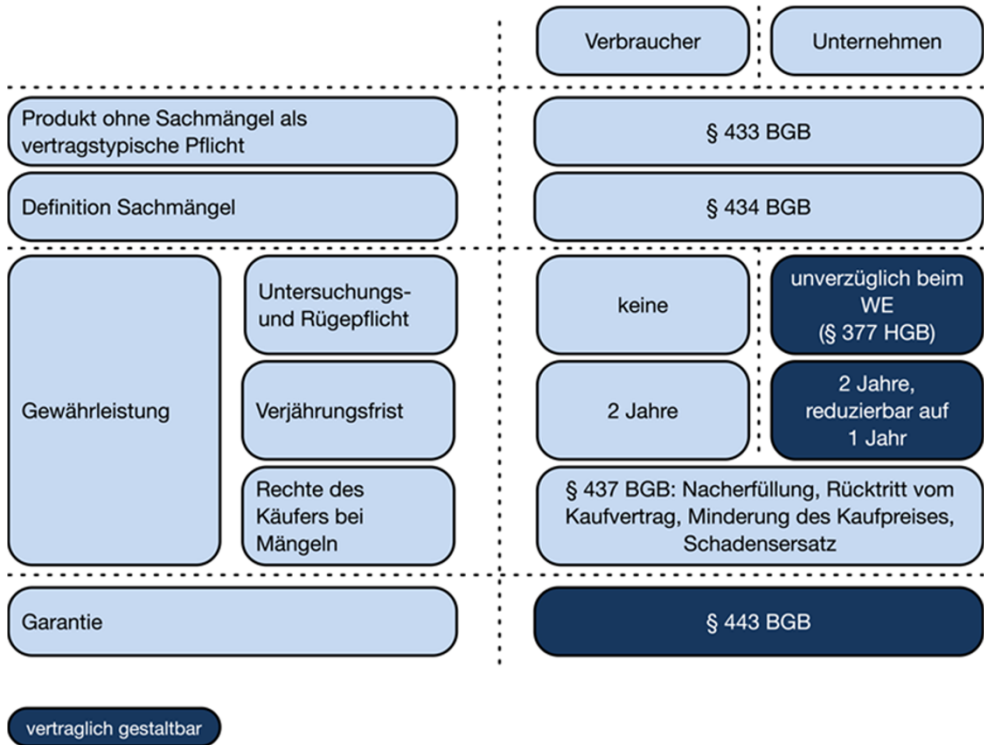 Verbraucher
Unternehmen
Produkt ohne Sachmängel als
vertragstypische Pflicht
§ 433 BGB
Definition Sachmängel
§ 434 BGB
Gewährleistung
Untersuchungs-
und Rügepflicht
keine
unverzüglich beim
WE
(§ 377 HGB)
Verjährungsfrist
2 Jahre
2 Jahre,
reduzierbar auf
1 Jahr
Rechte des
Käufers bei
Mängeln
§ 437 BGB: Nacherfüllung, Rücktritt vom
Kaufvertrag, Minderung des Kaufpreises,
Schadensersatz
Garantie
§ 443 BGB
vertraglich gestaltbar